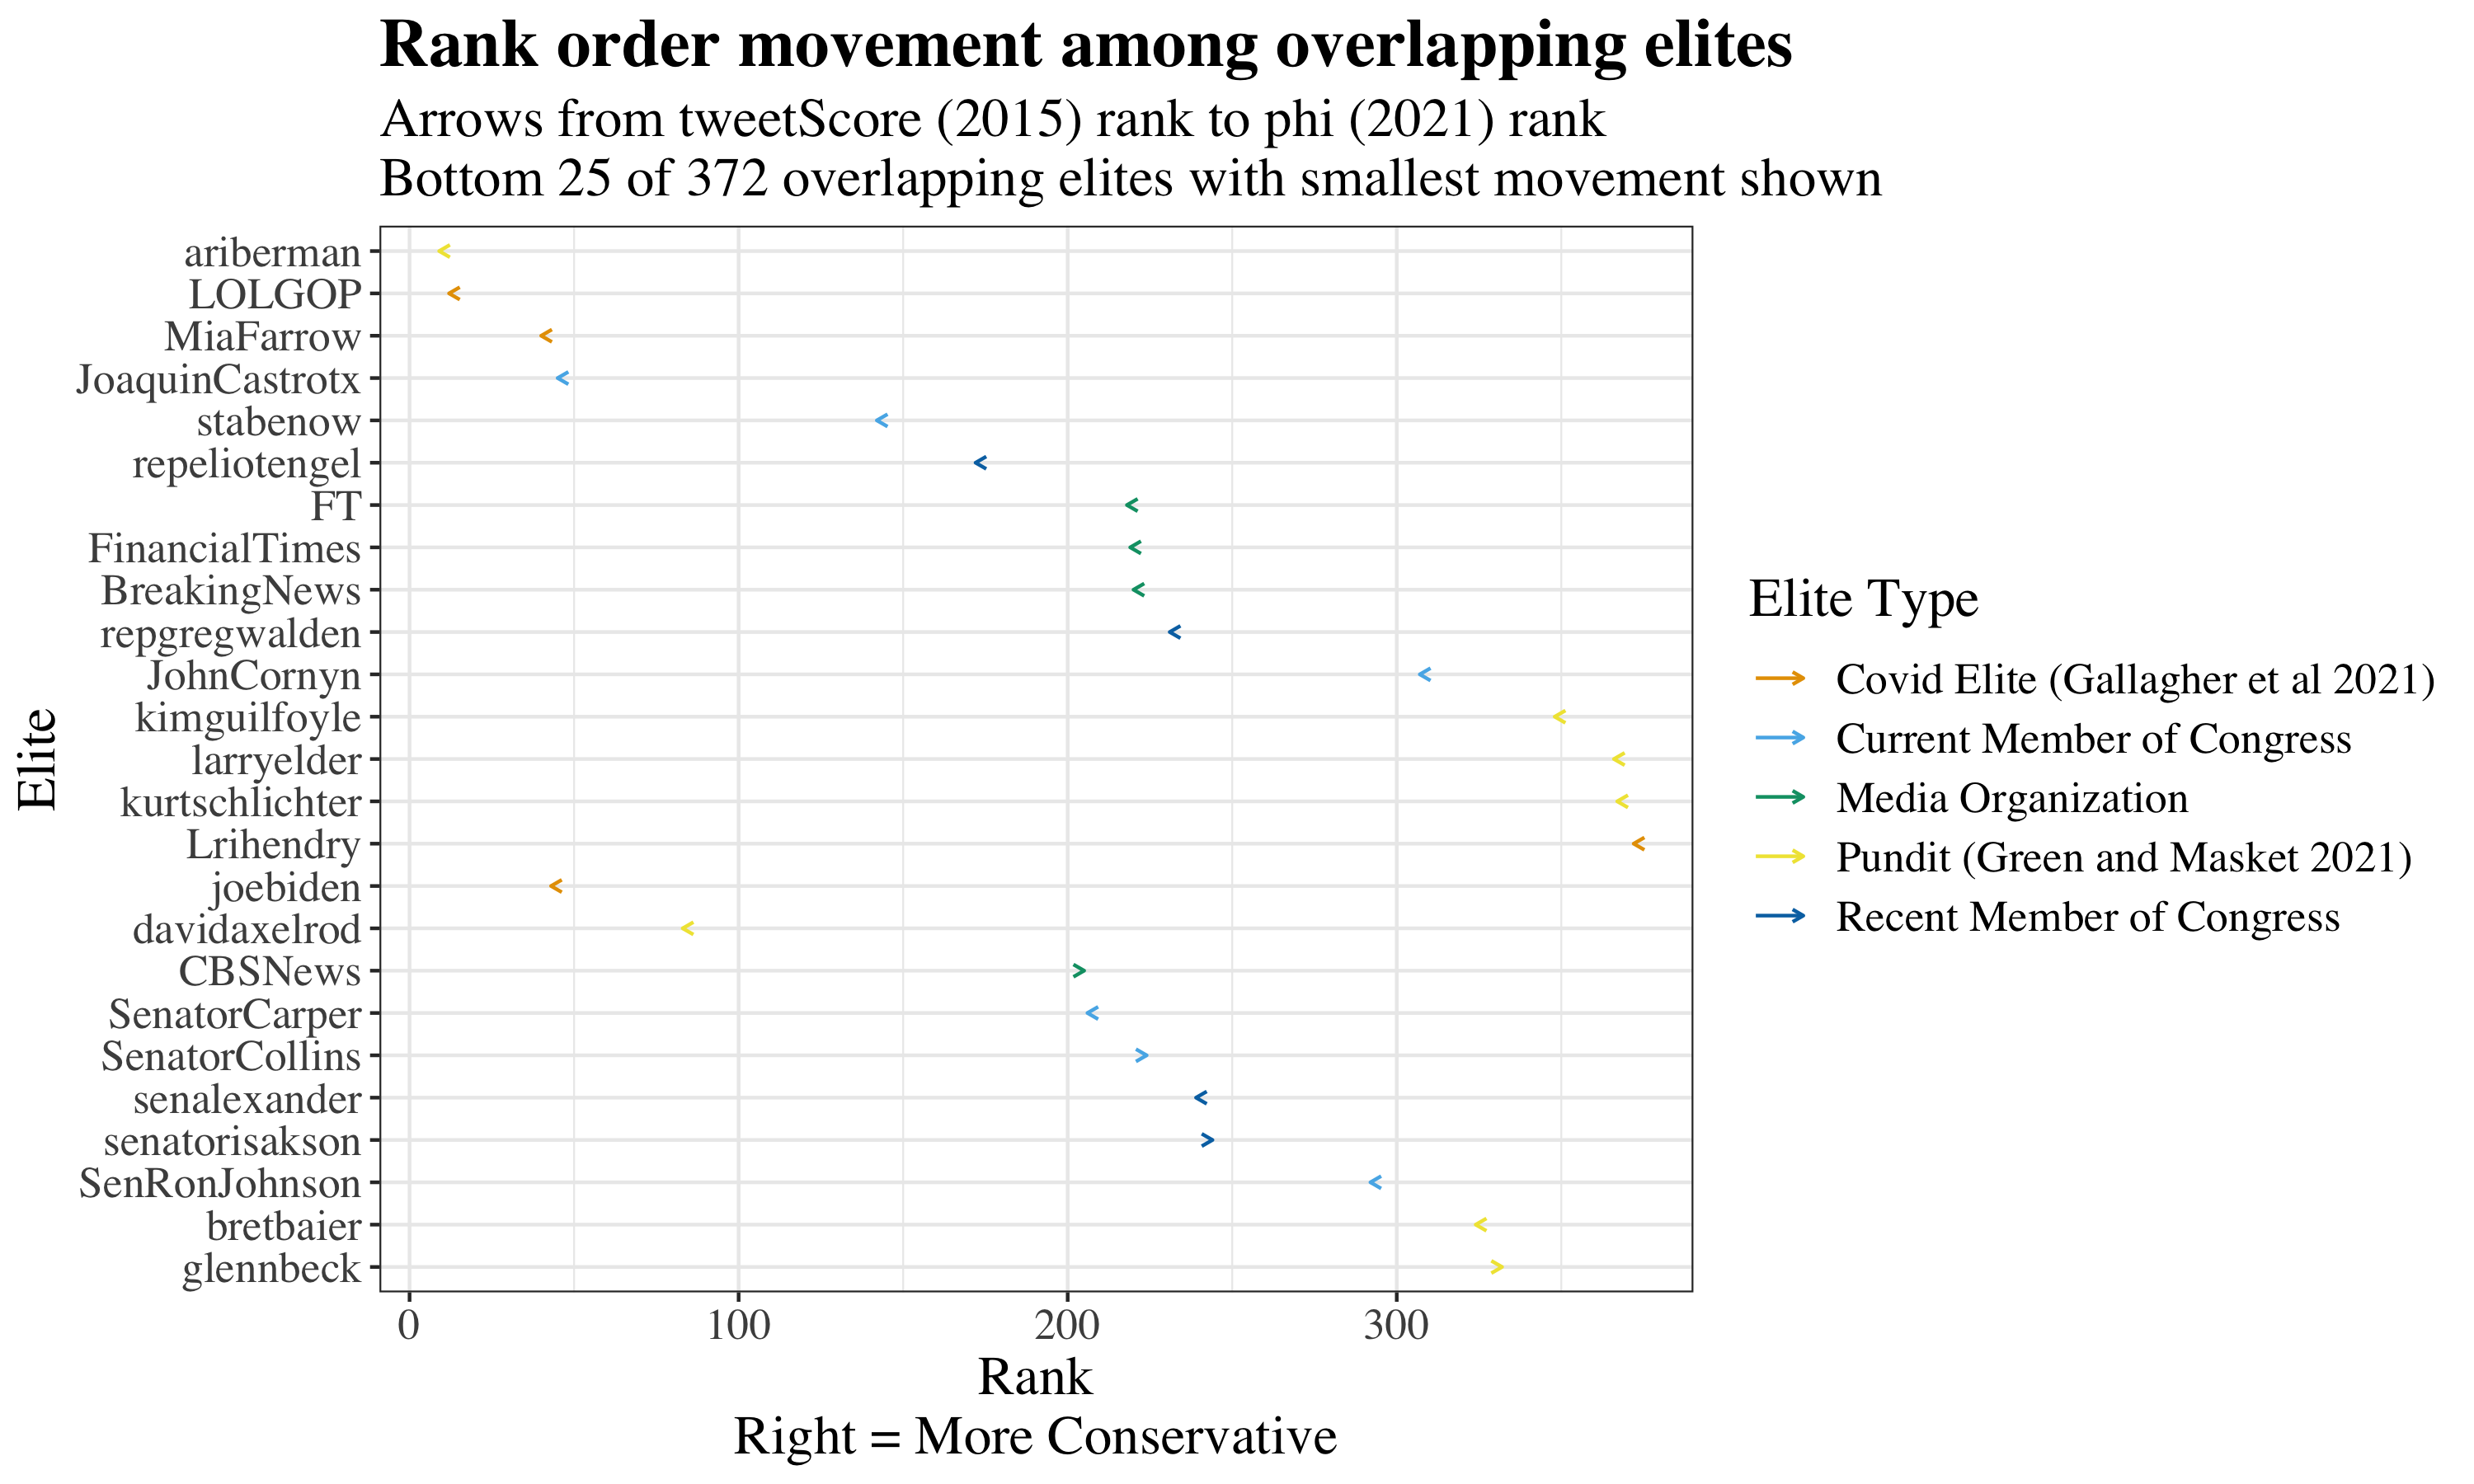 Rank order movement among overlapping elites
Arrows from tweetScore (2015) rank to phi (2021) rank
Bottom 25 of 372 overlapping elites with smallest movement shown
ariberman
LOLGOP
MiaFarrow
JoaquinCastrotx
stabenow
repeliotengel
FT
FinancialTimes
BreakingNews
repgregwalden
JohnCornyn
kimguilfoyle
larryelder
kurtschlichter
Lrihendry
joebiden
davidaxelrod
CBSNews
SenatorCarper
SenatorCollins
senalexander
senatorisakson
SenRonJohnson
bretbaier
glennbeck
Elite
0 100 200 300
Rank
Right = More Conservative
Elite Type
Covid Elite (Gallagher et al 2021)
Current Member of Congress
Media Organization
Pundit (Green and Masket 2021)
Recent Member of Congress